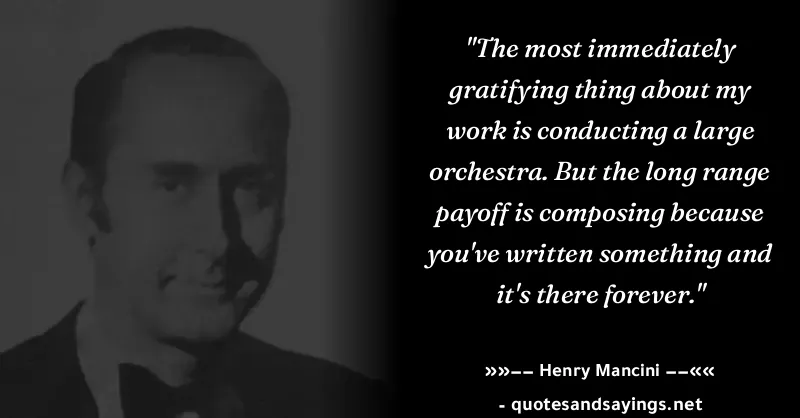 "The most immediately
gratifying thing about my
work is conducting a large
orchestra. But the long range
payoff is composing because
you've written something and
it's there forever."
»»–– Henry Mancini ––««
- quotesandsayings.net